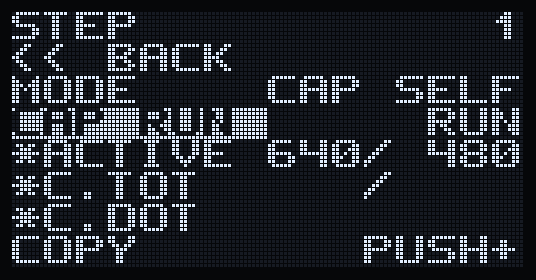 STEP 1
<< BACK
MODE CAP SELF
CAP RUN RUN
*ACTIVE 640/ 480
*C.TOT /
*C.DOT
COPY PUSH+